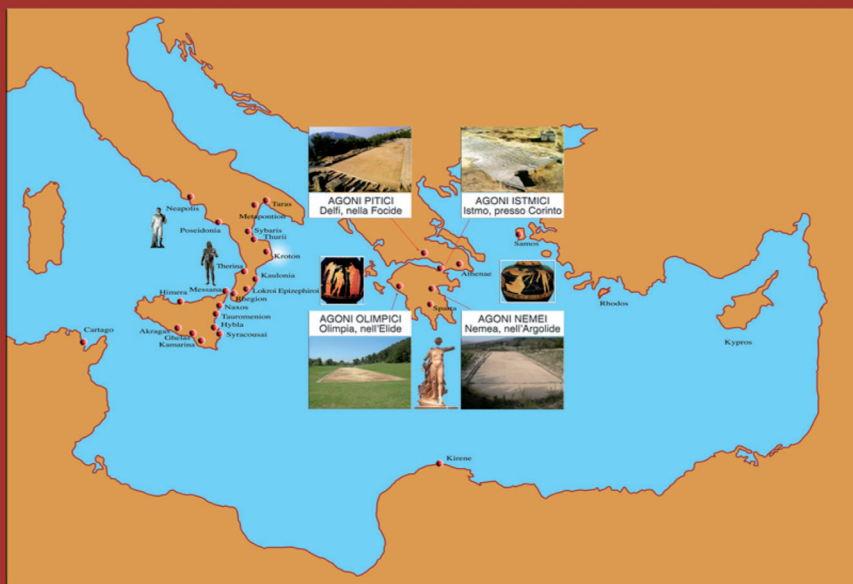 AGONI PITICI
Delfi, nella Focide
AGONI ISTMICI
Istmo, presso Corinto
Neapolis
Taras
Metapontion
Poseidonia
Sybaris
Thurii
Kroton
Samos
Therina
Athenae
Kaulonia
Himera
Messana
Lokroi Epizephiroi
Rhegion
Rhodos
Naxos
Sparta
Tauromenion
AGONI OLIMPICI
Olimpia, nell'Elide
AGONI NEMEI
Nemea, nell'Argolide
Cartago
Akragas
Hybla
Ghelas
Syracousai
Kamarina
Kypros
Kirene